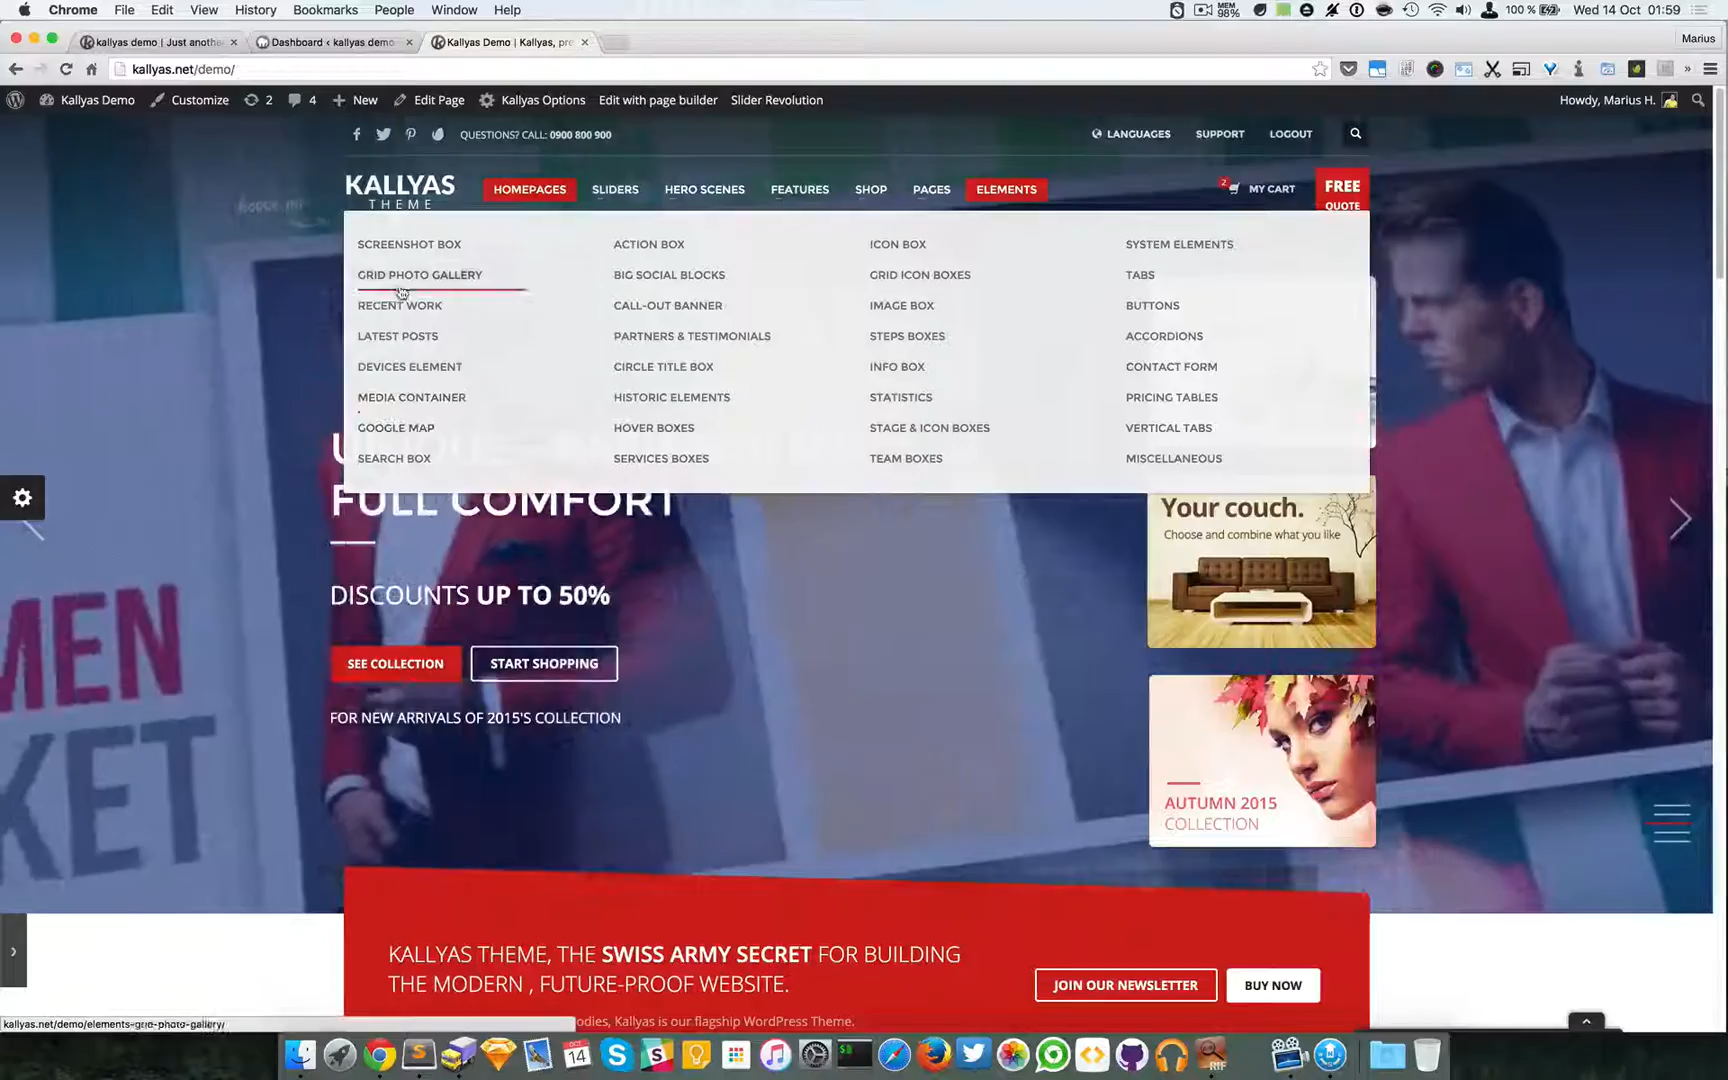 Chrome File Edit View History Bookmarks People Window Help
MEM 98% 100% Wed 14 Oct 01:59
kallyas demo | Just anothe
Dashboard ‹ kallyas demo
Kallyas Demo | Kallyas, pre
Marius
kallyas.net/demo/
Kallyas Demo Customize 2 4 New Edit Page Kallyas Options Edit with page builder Slider Revolution Howdy, Marius H.
QUESTIONS? CALL: 0900 800 900
LANGUAGES SUPPORT LOGOUT
KALLYAS
THEME
HOMEPAGES SLIDERS HERO SCENES FEATURES SHOP PAGES ELEMENTS
2 MY CART
FREE
QUOTE
SCREENSHOT BOX ACTION BOX ICON BOX SYSTEM ELEMENTS
GRID PHOTO GALLERY BIG SOCIAL BLOCKS GRID ICON BOXES TABS
RECENT WORK CALL-OUT BANNER IMAGE BOX BUTTONS
LATEST POSTS PARTNERS & TESTIMONIALS STEPS BOXES ACCORDIONS
DEVICES ELEMENT CIRCLE TITLE BOX INFO BOX CONTACT FORM
MEDIA CONTAINER HISTORIC ELEMENTS STATISTICS PRICING TABLES
GOOGLE MAP HOVER BOXES STAGE & ICON BOXES VERTICAL TABS
SEARCH BOX SERVICES BOXES TEAM BOXES MISCELLANEOUS
FULL COMFORT
DISCOUNTS UP TO 50%
SEE COLLECTION START SHOPPING
FOR NEW ARRIVALS OF 2015'S COLLECTION
MEN
KET
Your couch.
Choose and combine what you like
AUTUMN 2015
COLLECTION
KALLYAS THEME, THE SWISS ARMY SECRET FOR BUILDING
THE MODERN , FUTURE-PROOF WEBSITE.
JOIN OUR NEWSLETTER BUY NOW
odies, Kallyas is our flagship WordPress Theme.
kallyas.net/demo/elements-grid-photo-gallery/
OCT
14
RIF